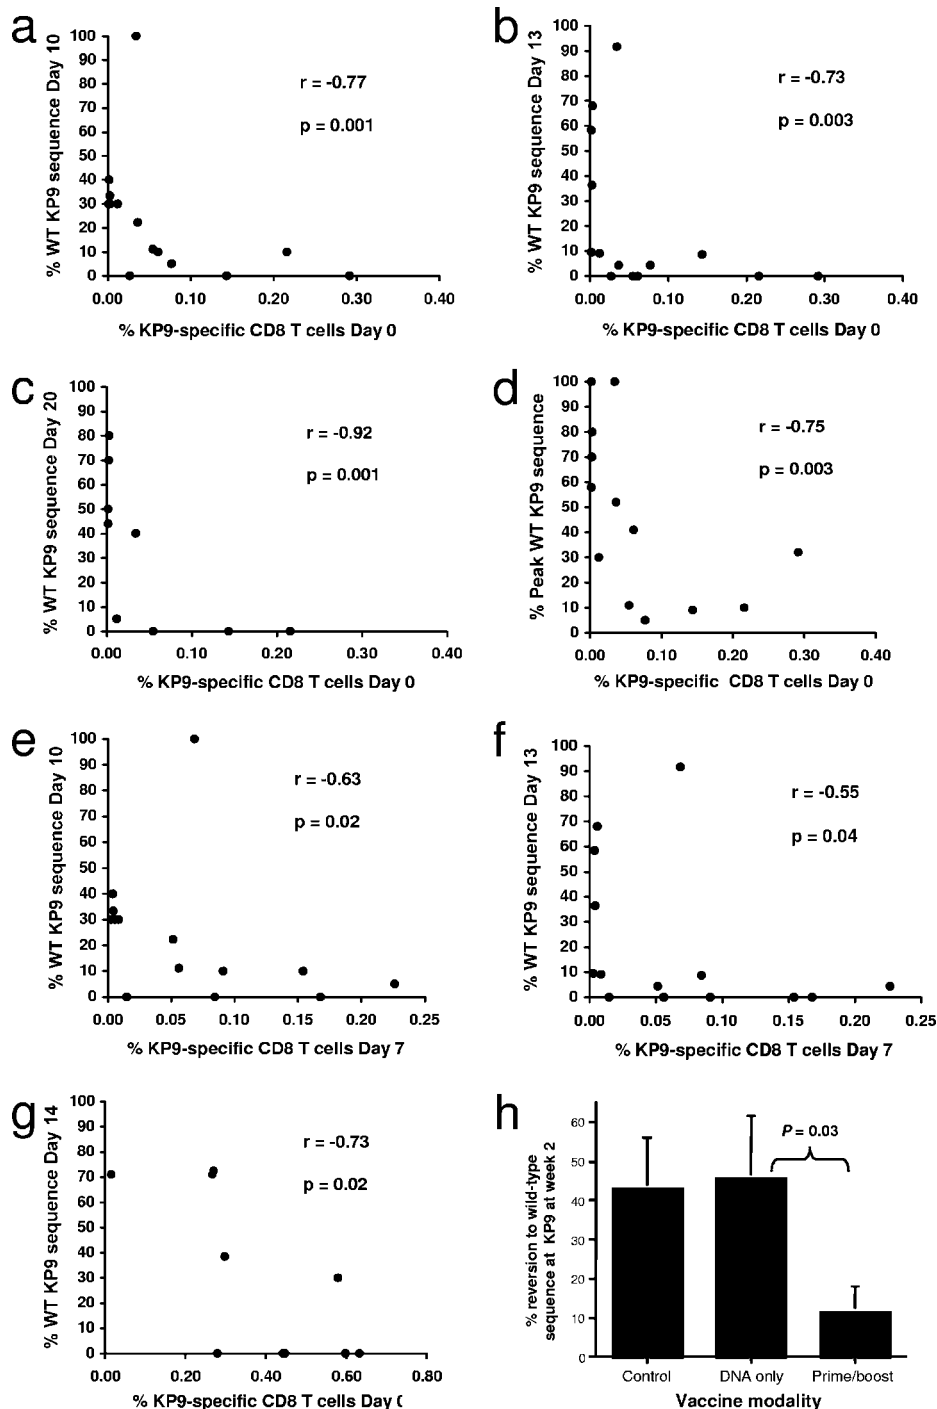 a
% WT KP9 sequence Day 10
100
90
80
70
60
50
40
30
20
10
0
r = -0.77
p = 0.001
0.00 0.10 0.20 0.30 0.40
% KP9-specific CD8 T cells Day 0
b
% WT KP9 sequence Day 13
100
90
80
70
60
50
40
30
20
10
0
r = -0.73
p = 0.003
0.00 0.10 0.20 0.30 0.40
% KP9-specific CD8 T cells Day 0
c
% WT KP9 sequence Day 20
100
90
80
70
60
50
40
30
20
10
0
r = -0.92
p = 0.001
0.00 0.10 0.20 0.30 0.40
% KP9-specific CD8 T cells Day 0
d
% Peak WT KP9 sequence
100
90
80
70
60
50
40
30
20
10
0
r = -0.75
p = 0.003
0.00 0.10 0.20 0.30 0.40
% KP9-specific CD8 T cells Day 0
e
% WT KP9 sequence Day 10
100
90
80
70
60
50
40
30
20
10
0
r = -0.63
p = 0.02
0.00 0.05 0.10 0.15 0.20 0.25
% KP9-specific CD8 T cells Day 7
f
% WT KP9 sequence Day 13
100
90
80
70
60
50
40
30
20
10
0
r = -0.55
p = 0.04
0.00 0.05 0.10 0.15 0.20 0.25
% KP9-specific CD8 T cells Day 7
g
% WT KP9 sequence Day 14
100
90
80
70
60
50
40
30
20
10
0
r = -0.73
p = 0.02
0.00 0.20 0.40 0.60 0.80
% KP9-specific CD8 T cells Day (
h
% reversion to wild-type
sequence at KP9 at week 2
60
50
40
30
20
10
0
P = 0.03
Control DNA only Prime/boost
Vaccine modality